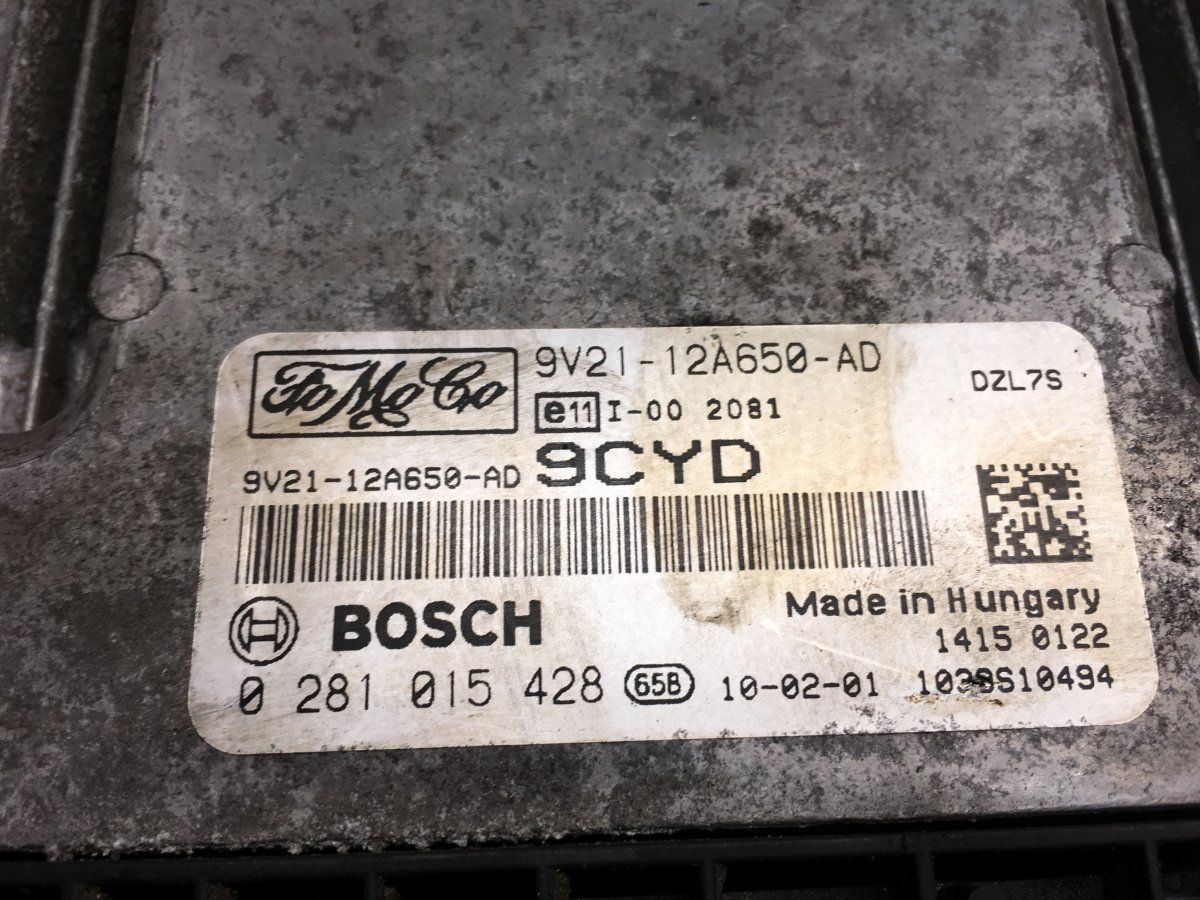 FoMoCo
9V21-12A650-AD
DZL7S
e11 I-00 2081
9V21-12A650-AD 9CYD
BOSCH
Made in Hungary
1415 0122
0 281 015 428 65B 10-02-01